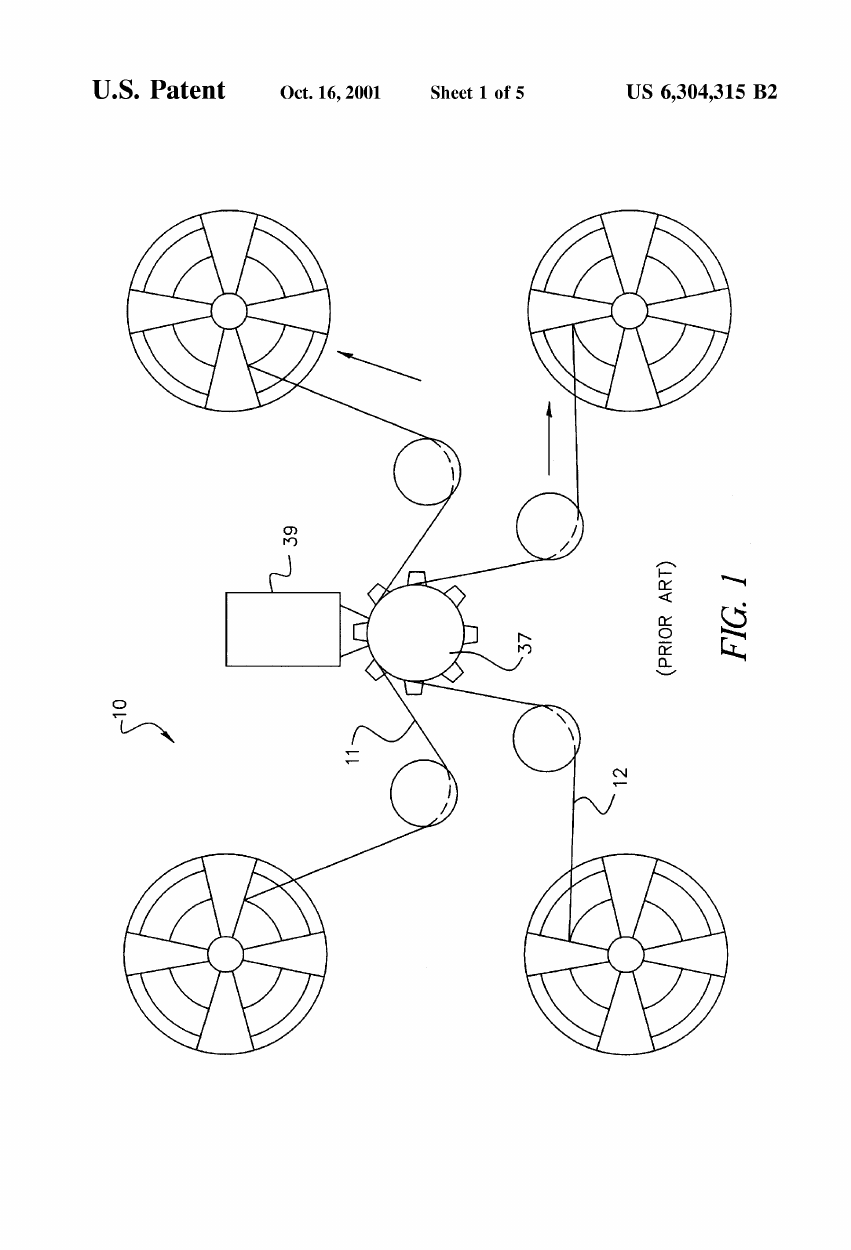 U.S. Patent Oct. 16, 2001 Sheet 1 of 5 US 6,304,315 B2
39
10
37
11
12
(PRIOR ART)
FIG. 1